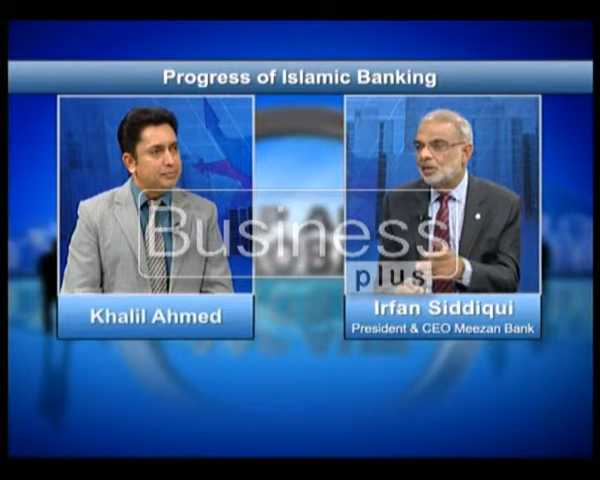 Progress of Islamic Banking
Business
plus
Khalil Ahmed
Irfan Siddiqui
President & CEO Meezan Bank